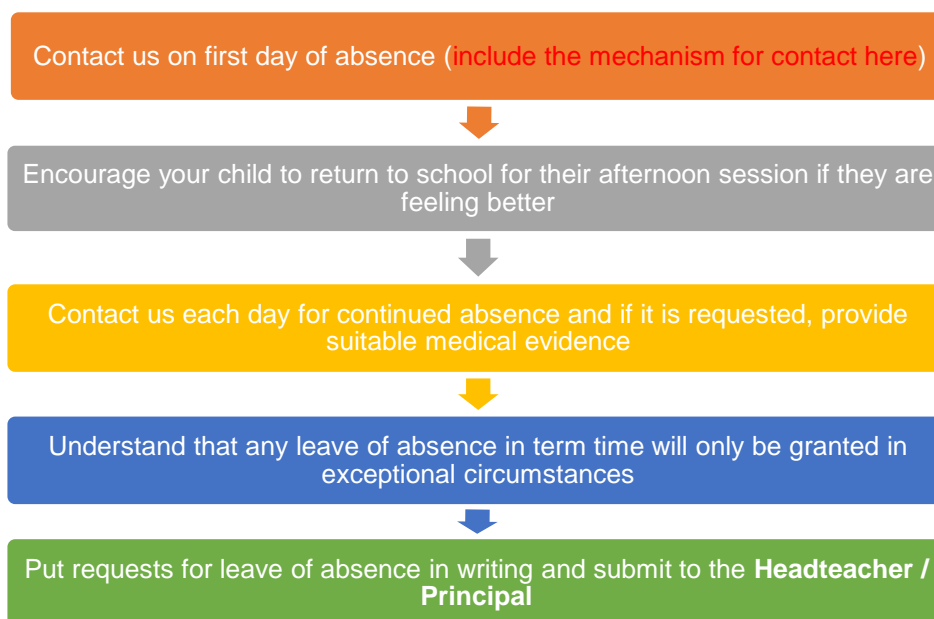 Contact us on first day of absence (include the mechanism for contact here)
Encourage your child to return to school for their afternoon session if they are
feeling better
Contact us each day for continued absence and if it is requested, provide
suitable medical evidence
Understand that any leave of absence in term time will only be granted in
exceptional circumstances
Put requests for leave of absence in writing and submit to the Headteacher /
Principal